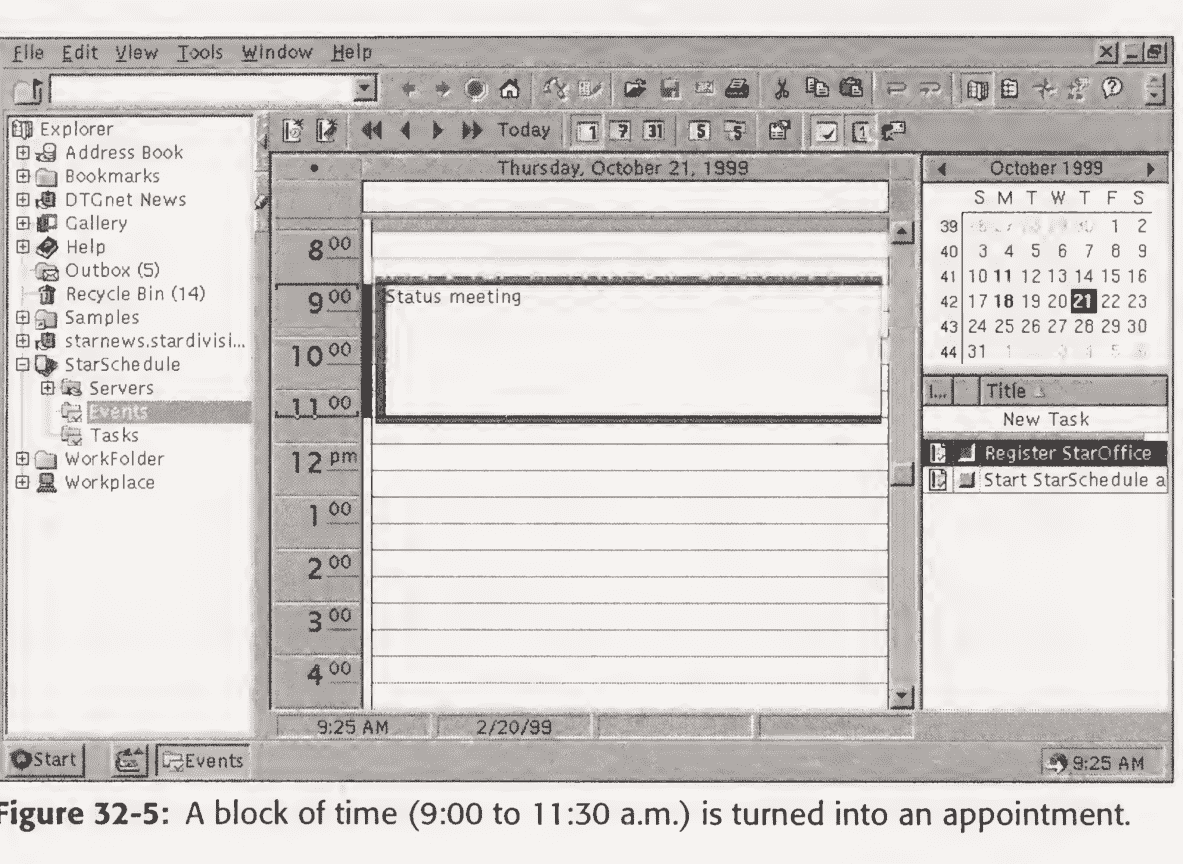 File Edit View Tools Window Help
Today 1 7 31 5 5
Explorer
Address Book
Bookmarks
DTGnet News
Gallery
Help
Outbox (5)
Recycle Bin (14)
Samples
starnews.stardivisi...
StarSchedule
Servers
Events
Tasks
WorkFolder
Workplace
Thursday, October 21, 1999
8 00
9 00 Status meeting
10 00
11 00
12 pm
1 00
2 00
3 00
4 00
9:25 AM 2/20/99
October 1999
S M T W T F S
39 1 2
40 3 4 5 6 7 8 9
41 10 11 12 13 14 15 16
42 17 18 19 20 21 22 23
43 24 25 26 27 28 29 30
44 31 1
I... Title
New Task
Register StarOffice
Start StarSchedule a
Start Events 9:25 AM
Figure 32-5: A block of time (9:00 to 11:30 a.m.) is turned into an appointment.